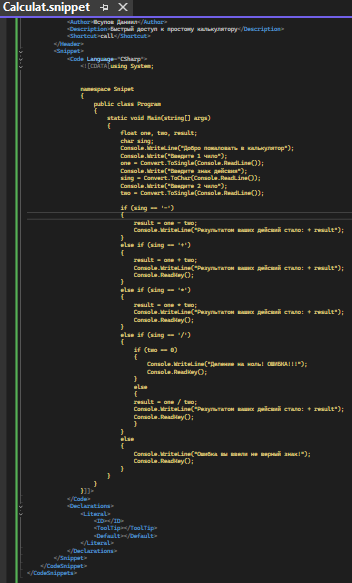 Calculat.snippet
<Author>Ясупов Даниил</Author>
<Description>Быстрый доступ к простому калькулятору</Description>
<Shortcut>call</Shortcut>
</Header>
<Snippet>
<Code Language="CSharp">
<![CDATA[using System;
namespace Snipet
{
public class Program
{
static void Main(string[] args)
{
float one, two, result;
char sing;
Console.WriteLine("Добро пожаловать в калькулятор");
Console.Write("Введите 1 число");
one = Convert.ToSingle(Console.ReadLine());
Console.Write("Введите знак действия");
sing = Convert.ToChar(Console.ReadLine());
Console.Write("Введите 2 число");
two = Convert.ToSingle(Console.ReadLine());
if (sing == '-')
{
result = one - two;
Console.WriteLine("Результатом ваших дейсвий стало: + result");
}
else if (sing == '+')
{
result = one + two;
Console.WriteLine("Результатом ваших дейсвий стало: + result");
Console.ReadKey();
}
else if (sing == '*')
{
result = one * two;
Console.WriteLine("Результатом ваших дейсвий стало: + result");
Console.ReadKey();
}
else if (sing == '/')
{
if (two == 0)
{
Console.WriteLine("Деление на ноль! ОШИБКА!!!");
Console.ReadKey();
}
else
{
result = one / two;
Console.WriteLine("Результатом ваших дейсвий стало: + result");
Console.ReadKey();
}
}
else
{
Console.WriteLine("Ошибка вы ввели не верный знак!");
Console.ReadKey();
}
}
}
}]]>
</Code>
<Declarations>
<Literal>
<ID></ID>
<ToolTip></ToolTip>
<Default></Default>
</Literal>
</Declarations>
</Snippet>
</CodeSnippet>
</CodeSnippets>